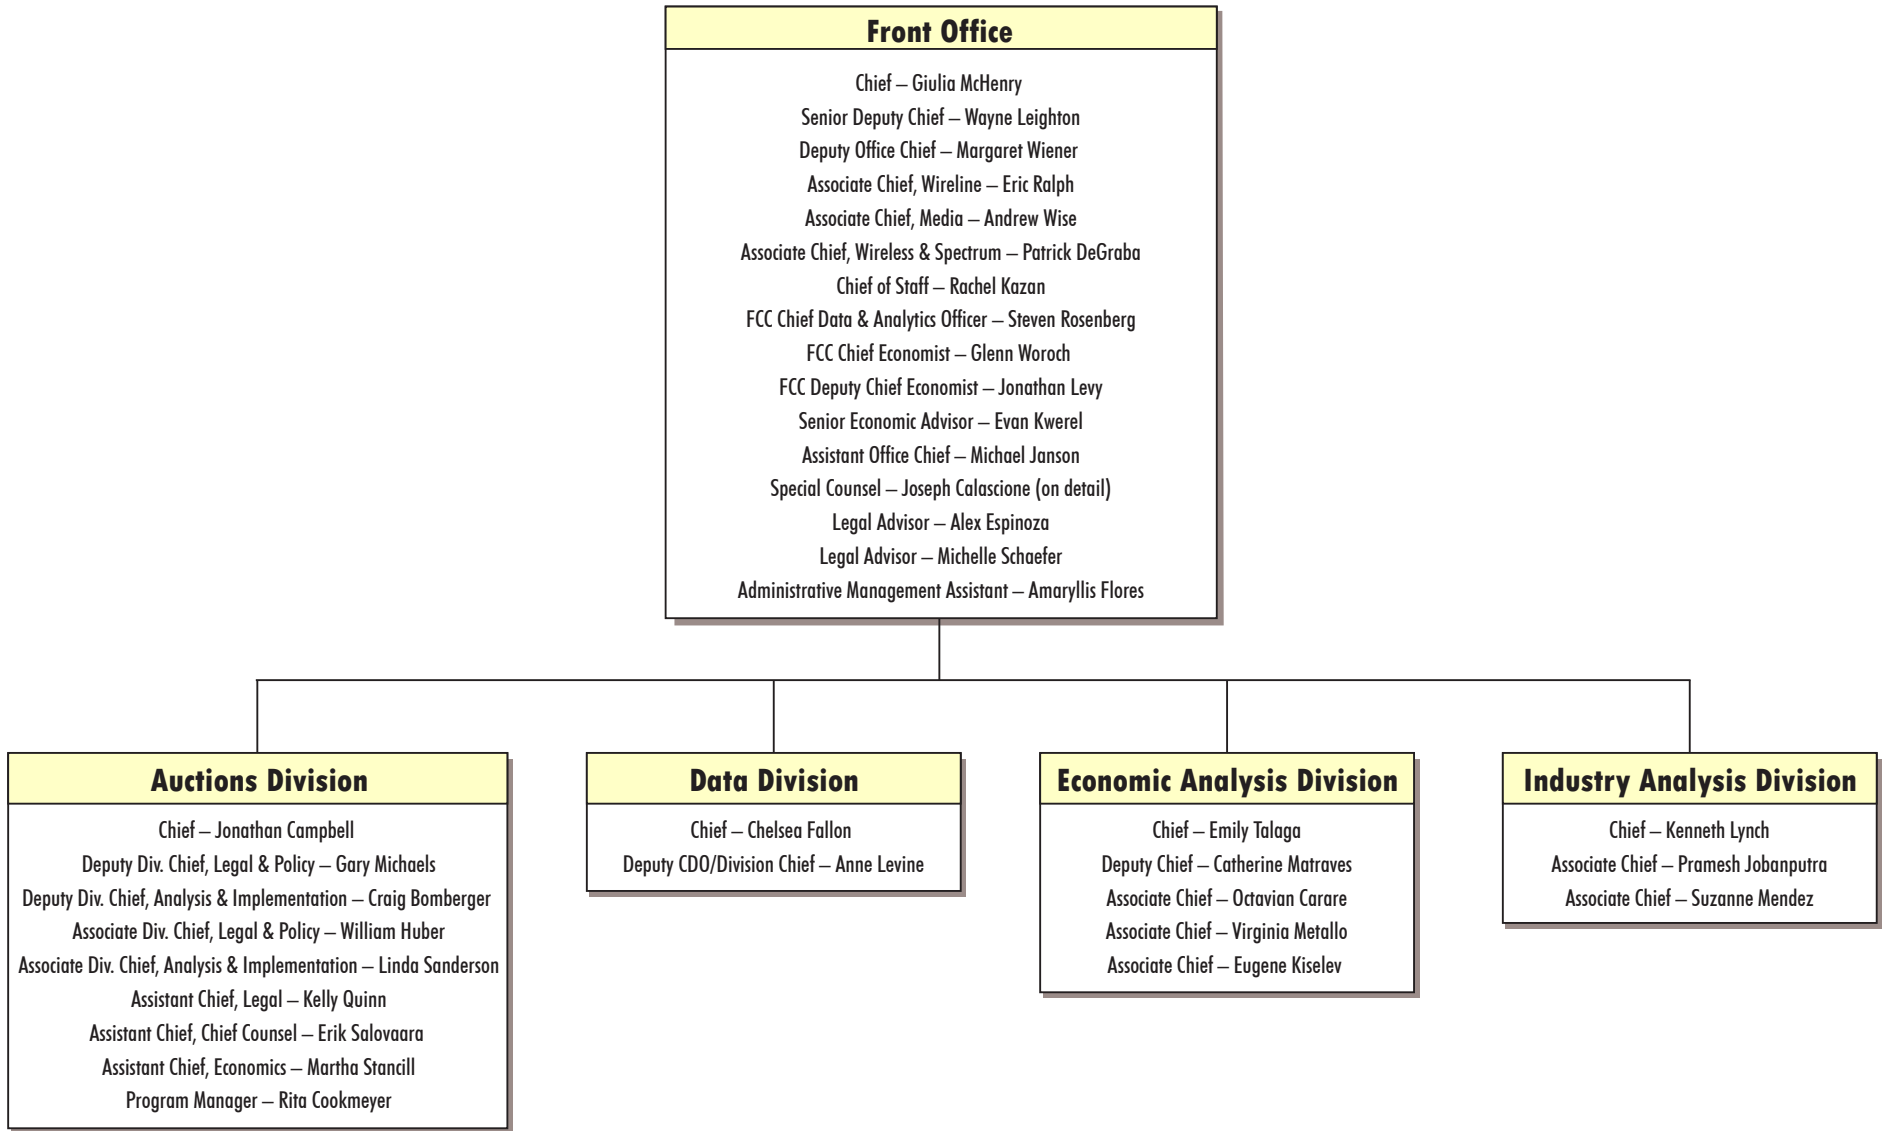 Front Office
Chief – Giulia McHenry
Senior Deputy Chief – Wayne Leighton
Deputy Office Chief – Margaret Wiener
Associate Chief, Wireline – Eric Ralph
Associate Chief, Media – Andrew Wise
Associate Chief, Wireless & Spectrum – Patrick DeGraba
Chief of Staff – Rachel Kazan
FCC Chief Data & Analytics Officer – Steven Rosenberg
FCC Chief Economist – Glenn Woroch
FCC Deputy Chief Economist – Jonathan Levy
Senior Economic Advisor – Evan Kwerel
Assistant Office Chief – Michael Janson
Special Counsel – Joseph Calascione (on detail)
Legal Advisor – Alex Espinoza
Legal Advisor – Michelle Schaefer
Administrative Management Assistant – Amaryllis Flores
Auctions Division
Chief – Jonathan Campbell
Deputy Div. Chief, Legal & Policy – Gary Michaels
Deputy Div. Chief, Analysis & Implementation – Craig Bomberger
Associate Div. Chief, Legal & Policy – William Huber
Associate Div. Chief, Analysis & Implementation – Linda Sanderson
Assistant Chief, Legal – Kelly Quinn
Assistant Chief, Chief Counsel – Erik Salovaara
Assistant Chief, Economics – Martha Stancill
Program Manager – Rita Cookmeyer
Data Division
Chief – Chelsea Fallon
Deputy CDO/Division Chief – Anne Levine
Economic Analysis Division
Chief – Emily Talaga
Deputy Chief – Catherine Matraves
Associate Chief – Octavian Carare
Associate Chief – Virginia Metallo
Associate Chief – Eugene Kiselev
Industry Analysis Division
Chief – Kenneth Lynch
Associate Chief – Pramesh Jobanputra
Associate Chief – Suzanne Mendez